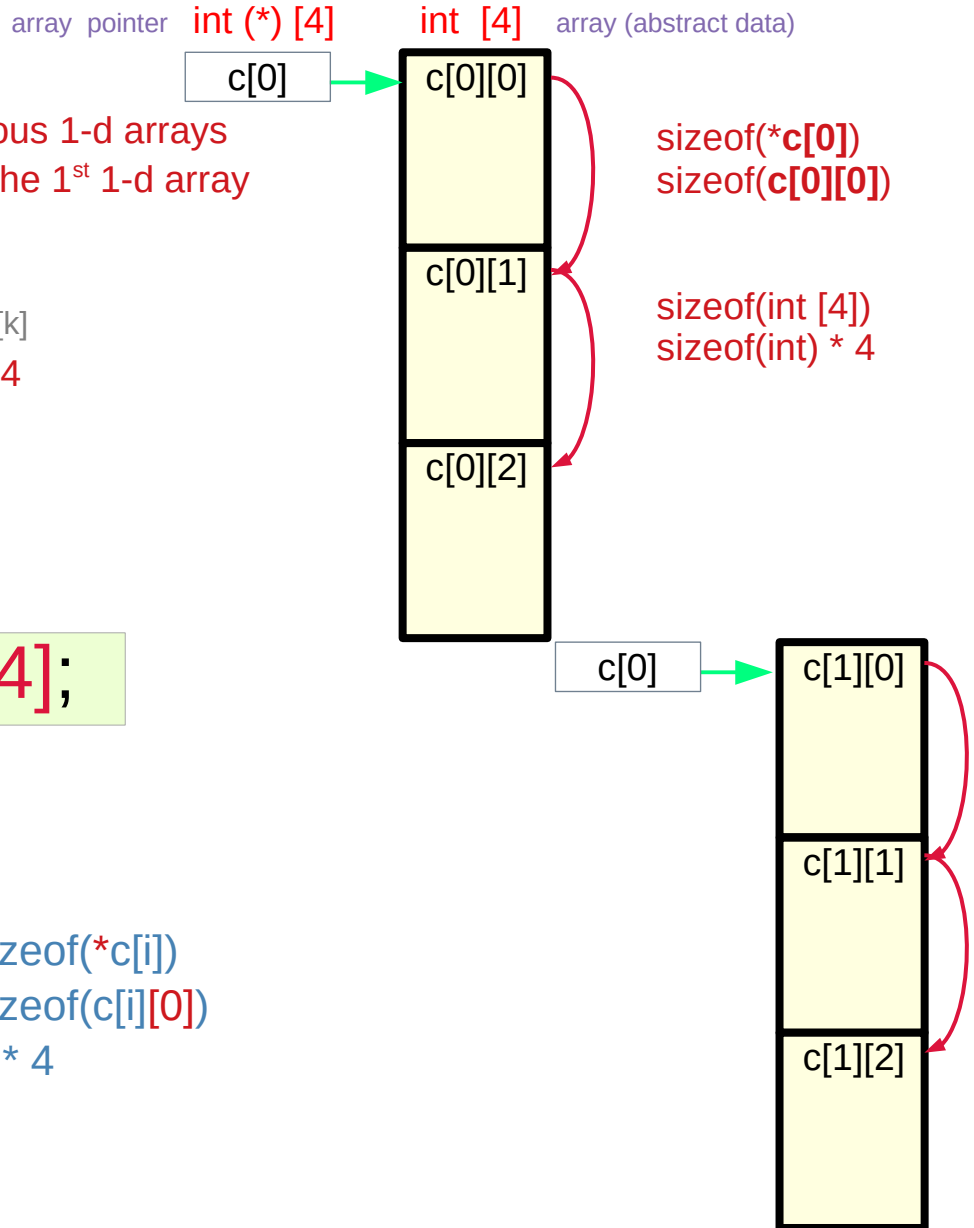 array pointer int (*) [4] int [4] array (abstract data)
c[0] c[0][0]
ous 1-d arrays
he 1st 1-d array
sizeof(*c[0])
sizeof(c[0][0])
c[0][1]
[k]
4
sizeof(int [4])
sizeof(int) * 4
c[0][2]
4];
c[0] c[1][0]
c[1][1]
zeof(*c[i])
zeof(c[i][0])
* 4
c[1][2]